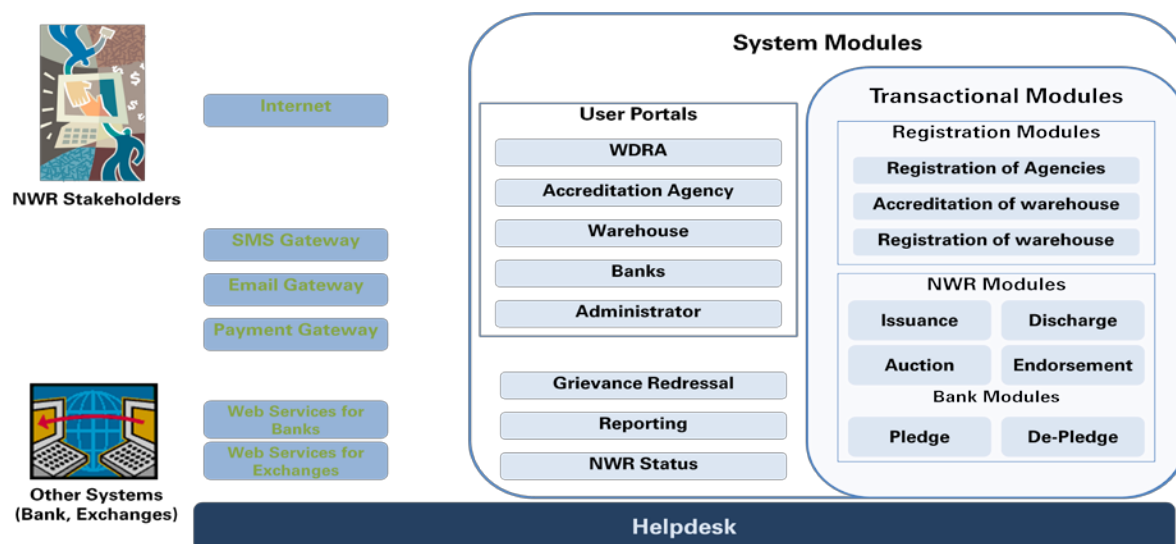 System Modules
Transactional Modules
Internet
User Portals
Registration Modules
WDRA
Registration of Agencies
NWR Stakeholders
Accreditation Agency
Accreditation of warehouse
SMS Gateway
Warehouse
Registration of warehouse
Email Gateway
Banks
NWR Modules
Payment Gateway
Administrator
Issuance
Discharge
Auction
Endorsement
Grievance Redressal
Bank Modules
Web Services for
Banks
Reporting
Pledge
De-Pledge
Web Services for
Exchanges
NWR Status
Other Systems
(Bank, Exchanges)
Helpdesk